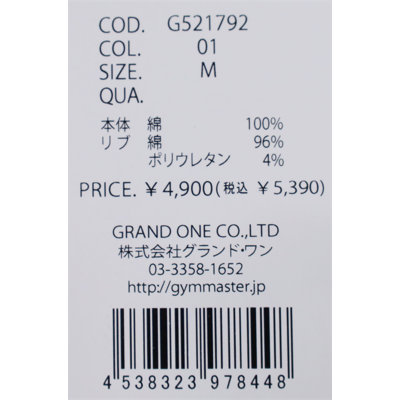 COD. G521792
COL. 01
SIZE. M
QUA.
本体 綿 100%
リブ 綿 96%
ポリウレタン 4%
PRICE. ¥4,900(税込 ¥5,390)
GRAND ONE CO.,LTD
株式会社グランド・ワン
03-3358-1652
http://gymmaster.jp
4 538323 978448